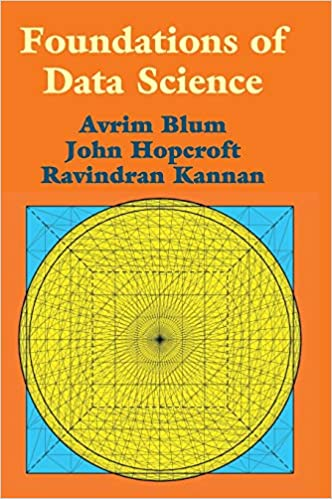 Foundations of
Data Science
Avrim Blum
John Hopcroft
Ravindran Kannan